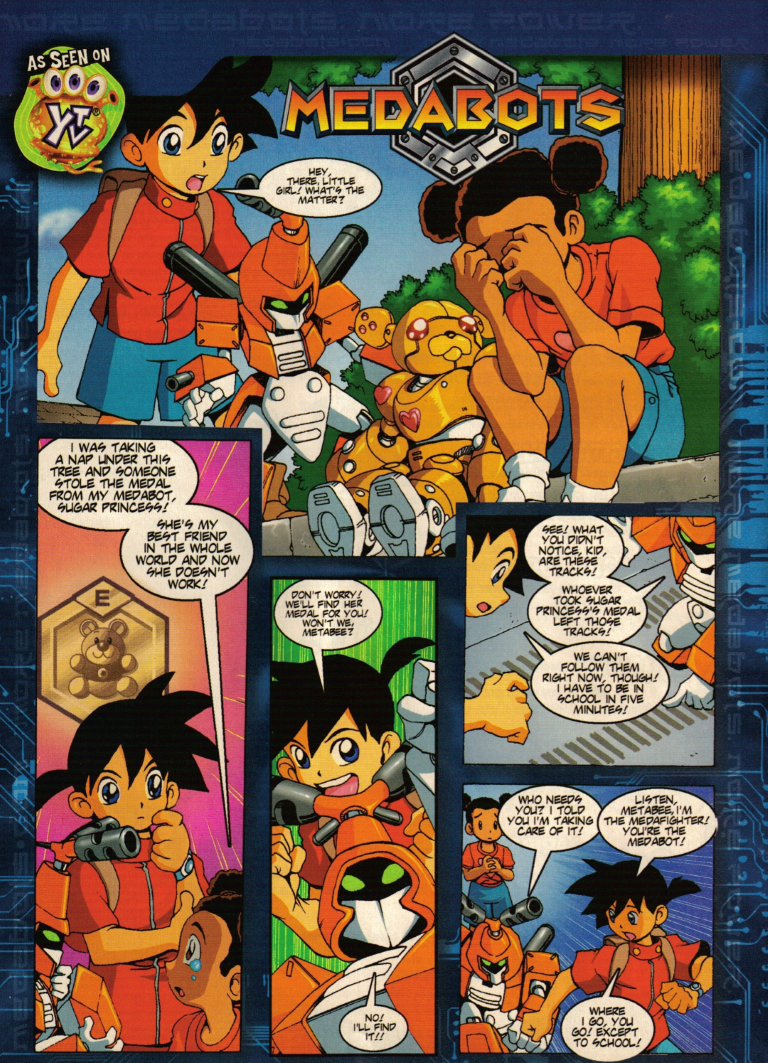 MEDABOTS, MORE POWER
AS SEEN ON
YTV
MEDABOTS
HEY,
THERE, LITTLE
GIRL! WHAT'S THE
MATTER?
I WAS TAKING
A NAP UNDER THIS
TREE AND SOMEONE
STOLE THE MEDAL
FROM MY MEDABOT,
SUGAR PRINCESS!
SHE'S MY
BEST FRIEND
IN THE WHOLE
WORLD AND NOW
SHE DOESN'T
WORK!
E
DON'T WORRY!
WE'LL FIND HER
MEDAL FOR YOU!
WON'T WE,
METABEE?
NO!
I'LL FIND
IT!!
SEE! WHAT
YOU DIDN'T
NOTICE, KID,
ARE THESE
TRACKS!
WHOEVER
TOOK SUGAR
PRINCESS'S MEDAL
LEFT THOSE
TRACKS!
WE CAN'T
FOLLOW THEM
RIGHT NOW, THOUGH!
I HAVE TO BE IN
SCHOOL IN FIVE
MINUTES!
WHO NEEDS
YOU? I TOLD
YOU I'M TAKING
CARE OF IT!
LISTEN,
METABEE, I'M
THE MEDAFIGHTER!
YOU'RE THE
MEDABOT!
WHERE
I GO, YOU
GO! EXCEPT
TO SCHOOL!